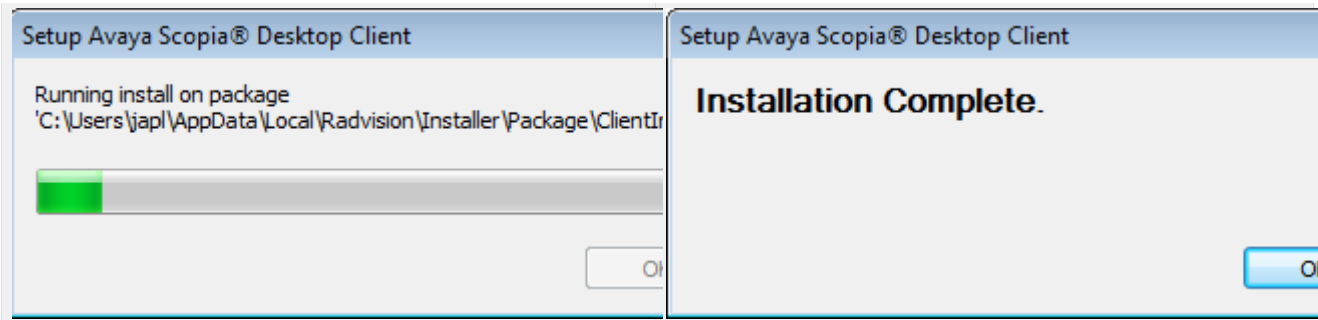 Setup Avaya Scopia® Desktop Client
Running install on package
'C:\Users\japl\AppData\Local\Radvision\Installer\Package\ClientIn
Setup Avaya Scopia® Desktop Client
Installation Complete.